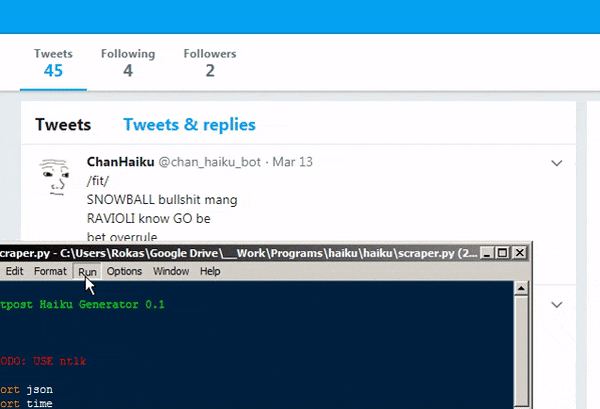 Tweets Following Followers
45 4 2
Tweets Tweets & replies
ChanHaiku @chan_haiku_bot · Mar 13
/fit/
SNOWBALL bullshit mang
RAVIOLI know GO be
bet overrule
craper.py - C:\Users\Rokas\Google Drive\__Work\Programs\haiku\haiku\scraper.py (2...
Edit Format Run Options Window Help
tpost Haiku Generator 0.1
ODO: USE ntlk
ort json
ort time